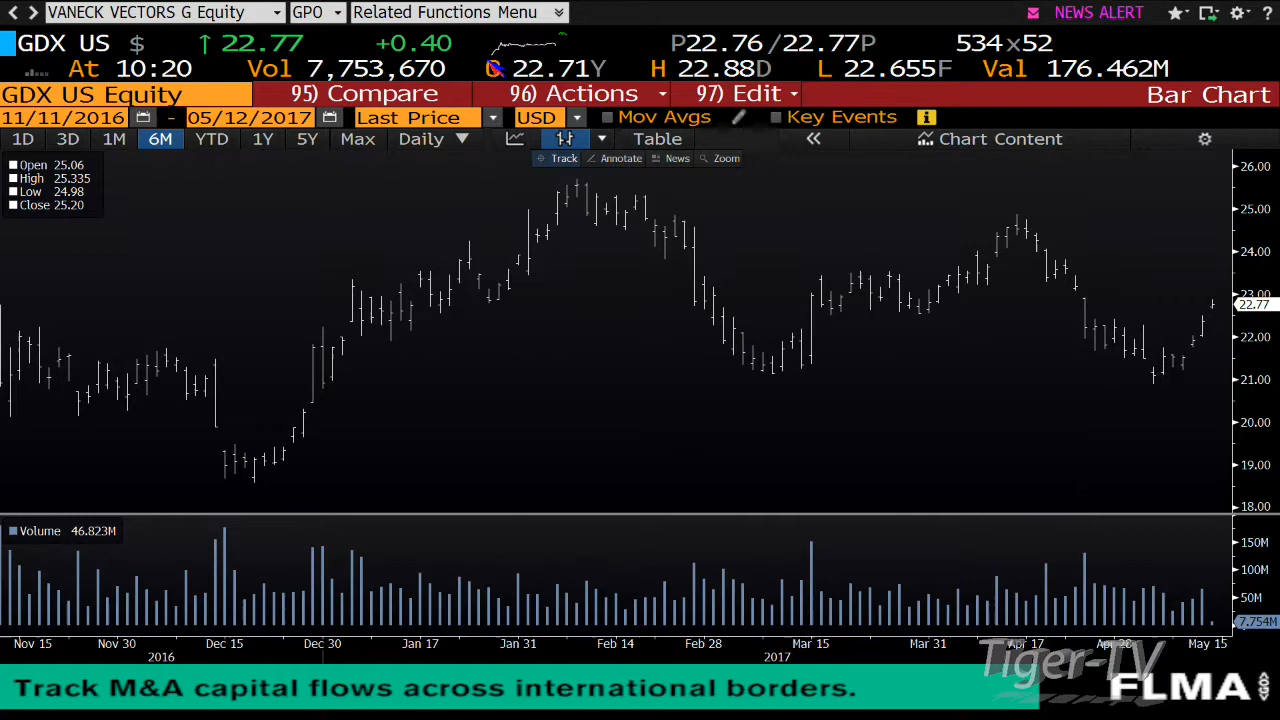 VANECK VECTORS G Equity GPO Related Functions Menu NEWS ALERT ?
GDX US $ ↑ 22.77 +0.40 P22.76 /22.77P 534x52
At 10:20 Vol 7,753,670 22.71Y H 22.88D L 22.655F Val 176.462M
GDX US Equity 95) Compare 96) Actions 97) Edit Bar Chart
11/11/2016 - 05/12/2017 Last Price USD Mov Avgs Key Events i
1D 3D 1M 6M YTD 1Y 5Y Max Daily Table « Chart Content
Track Annotate News Zoom
Open 25.06
High 25.335
Low 24.98
Close 25.20
26.00
25.00
24.00
23.00
22.77
22.00
21.00
20.00
19.00
18.00
Volume 46.823M
150M
100M
50M
7.754M
Nov 15 Nov 30 Dec 15 Dec 30 Jan 17 Jan 31 Feb 14 Feb 28 Mar 15 Mar 31 Apr 17 Apr 28 May 15
2016 2017
Tiger-TV
Track M&A capital flows across international borders. FLMA